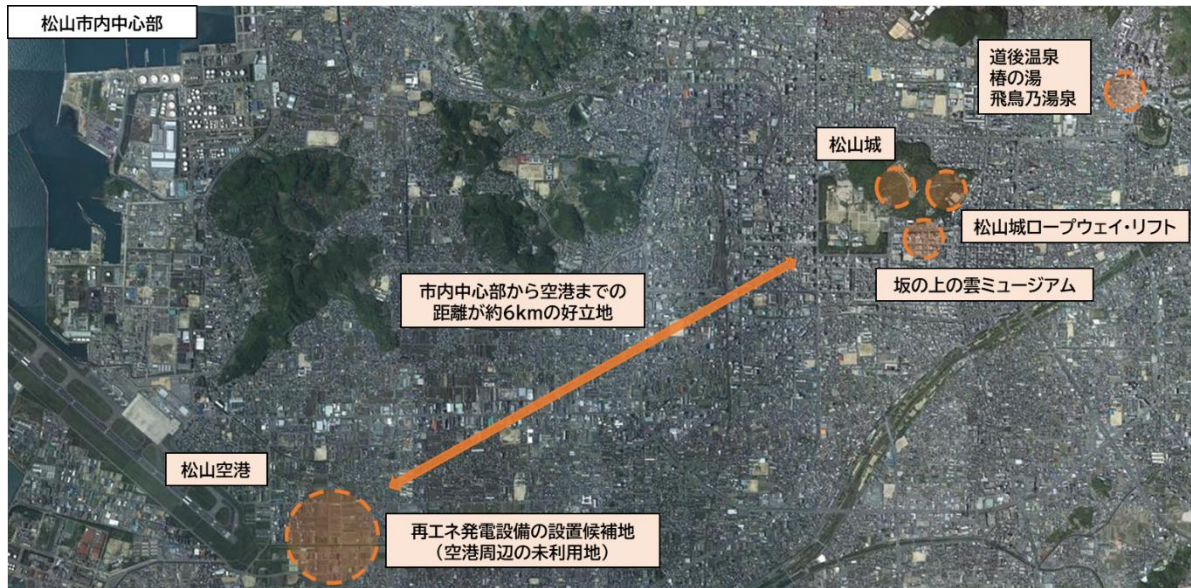 松山市内中心部
道後温泉
椿の湯
飛鳥乃湯泉
松山城
松山城ロープウェイ・リフト
坂の上の雲ミュージアム
市内中心部から空港までの
距離が約6kmの好立地
松山空港
再エネ発電設備の設置候補地
(空港周辺の未利用地)